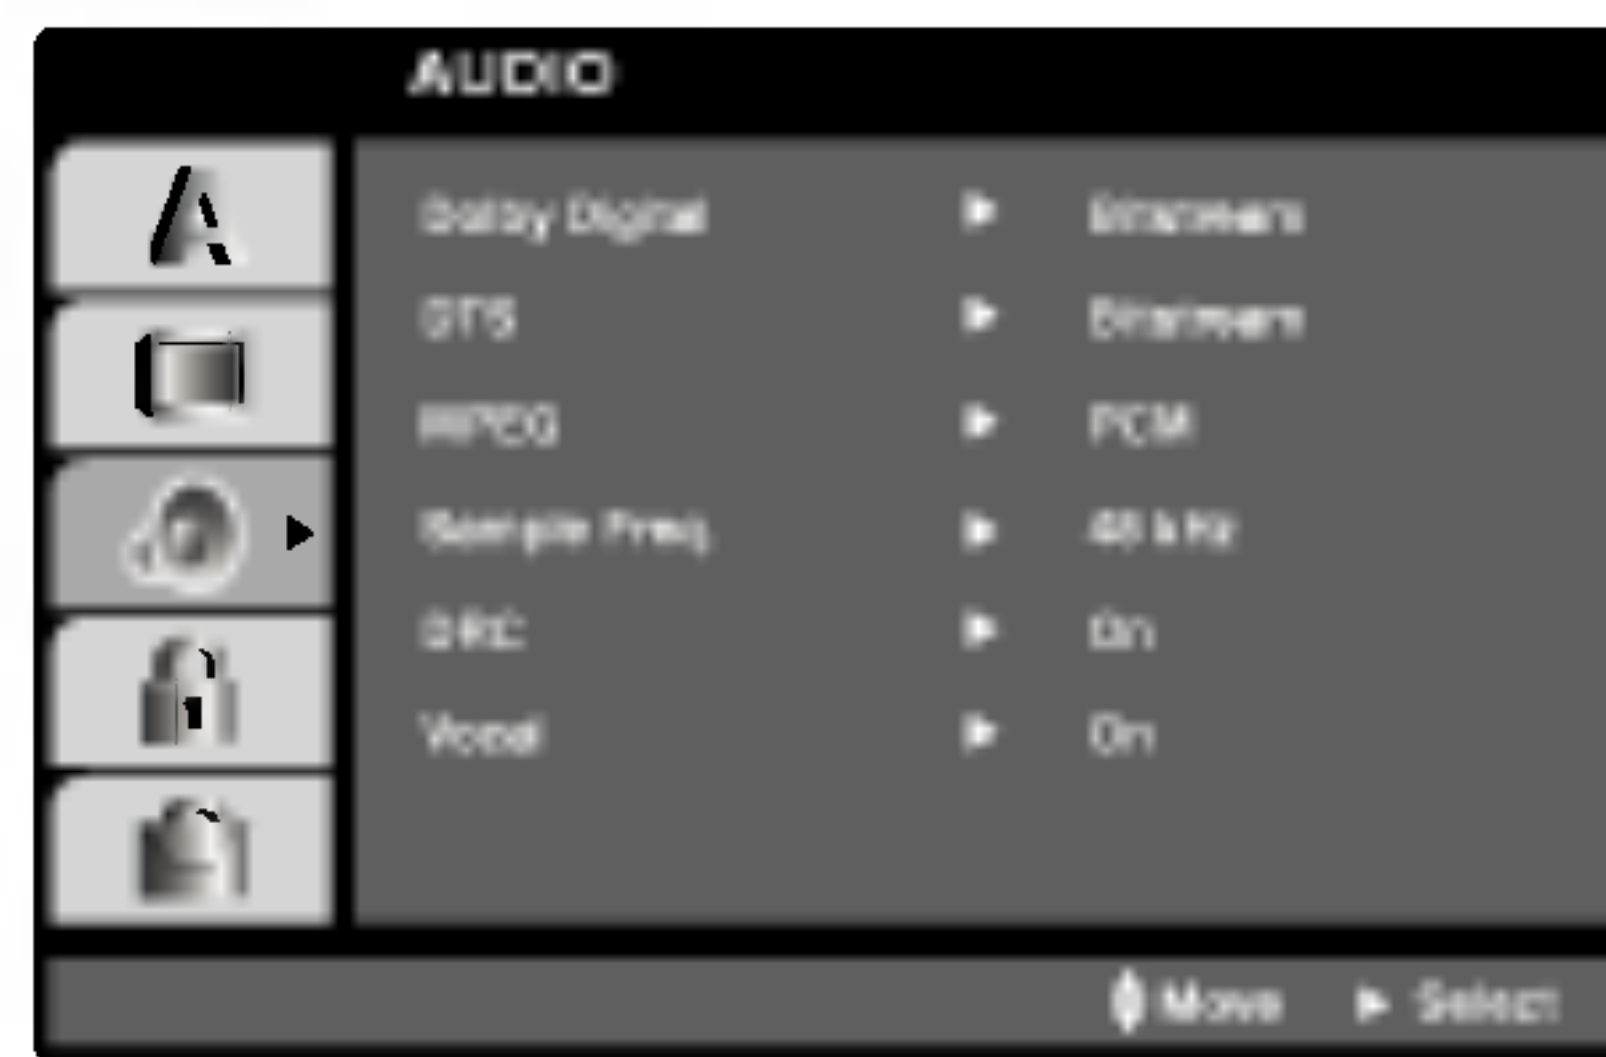 AUDIO
Dolby Digital ▶ Bitstream
DTS ▶ Bitstream
MPEG ▶ PCM
Sample Freq. ▶ 48 kHz
DRC ▶ On
Vocal ▶ On
Move ▶ Select